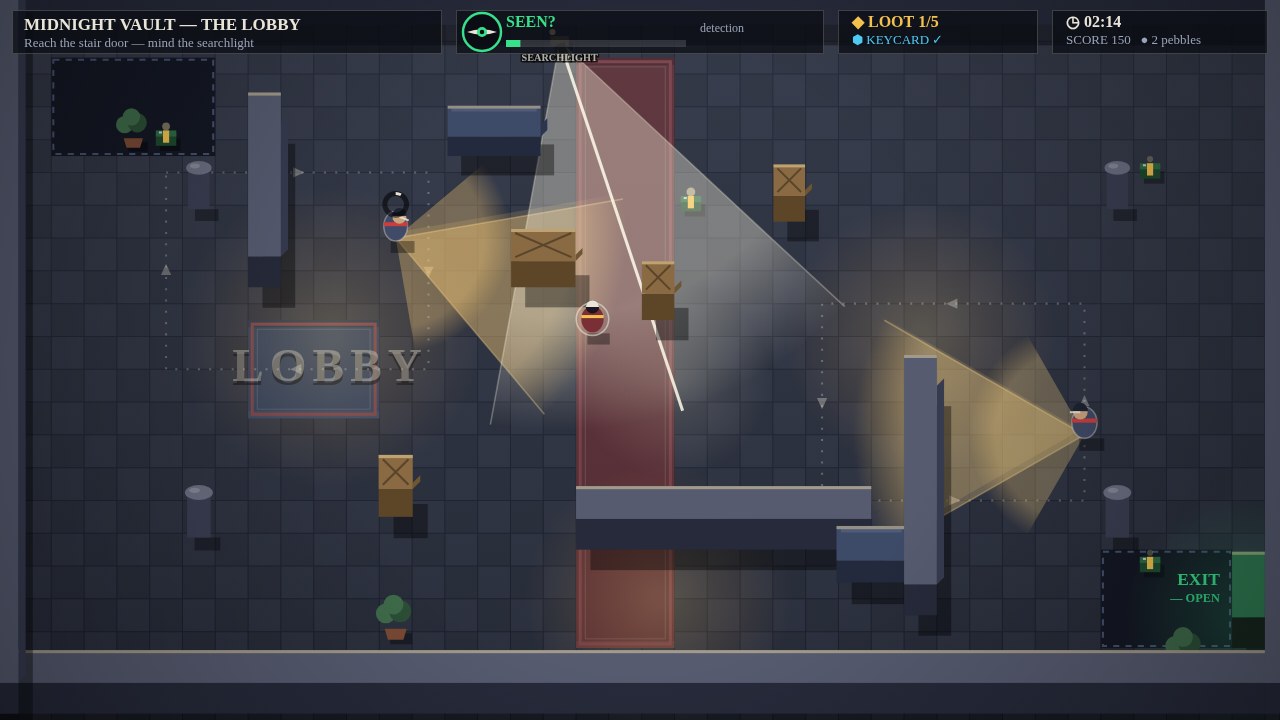 MIDNIGHT VAULT — THE LOBBY
Reach the stair door — mind the searchlight
SEEN?
detection
LOOT 1/5
KEYCARD ✓
02:14
SCORE 150 ● 2 pebbles
SEARCHLIGHT
LOBBY
EXIT
— OPEN